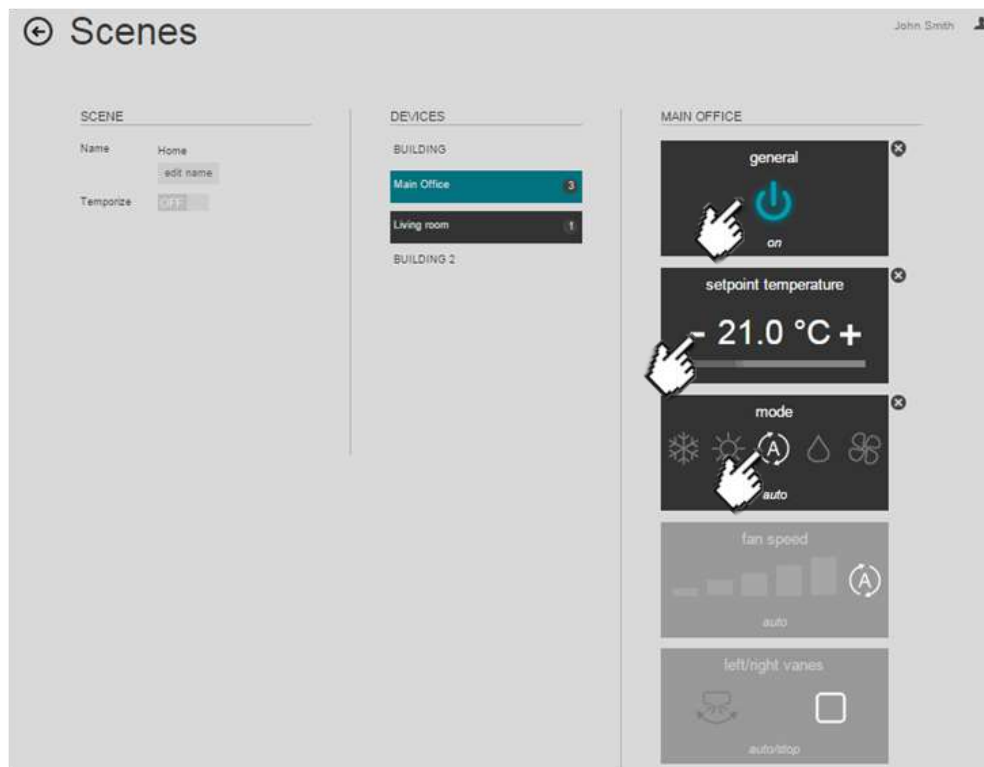 Scenes
John Smith
SCENE
Name
Home
edit name
Temporize
OFF
DEVICES
BUILDING
Main Office 3
Living room 1
BUILDING 2
MAIN OFFICE
general
on
setpoint temperature
- 21.0 °C +
mode
A
auto
fan speed
A
auto
left/right vanes
auto/stop